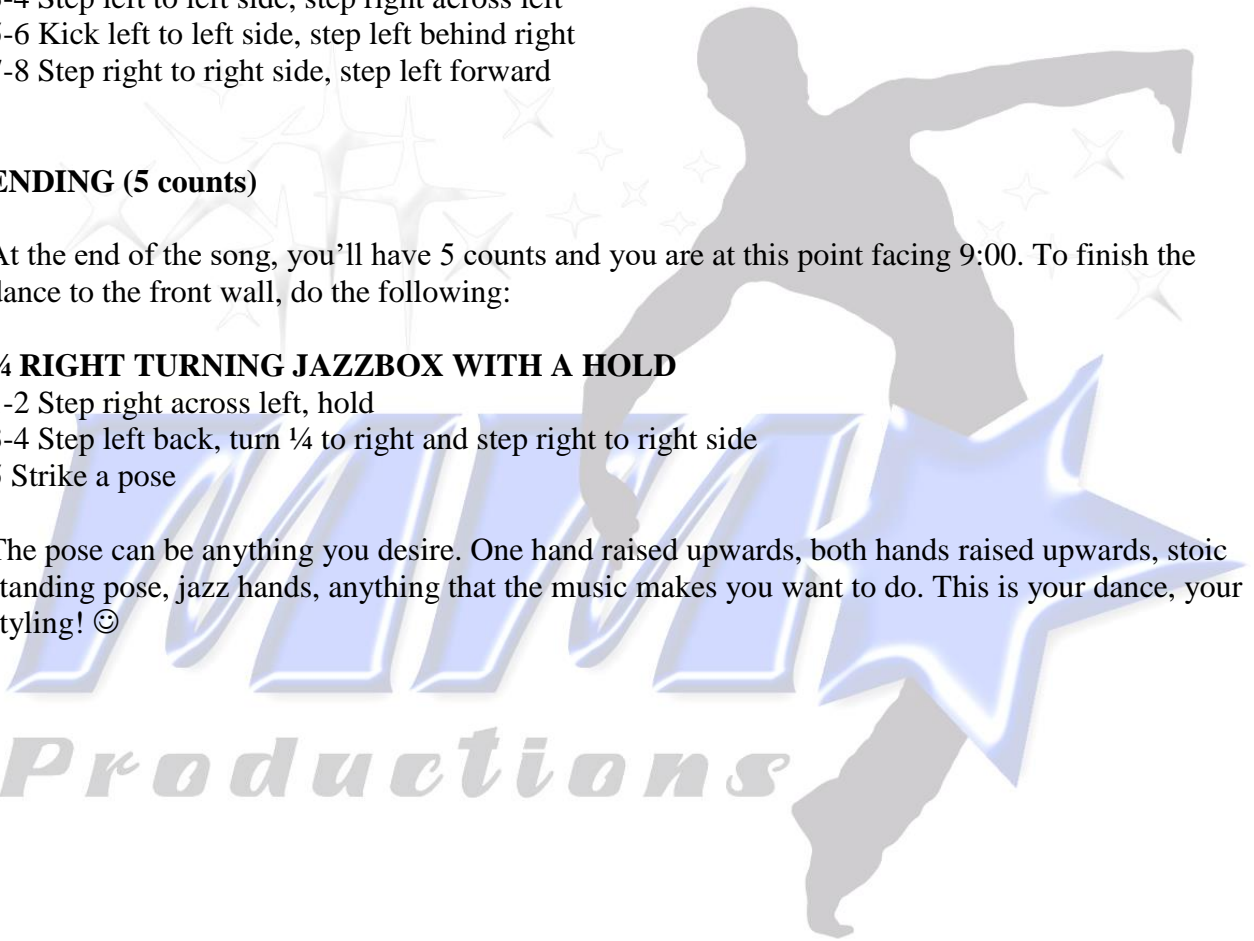 3-4 Step left to left side, step right across left
5-6 Kick left to left side, step left behind right
7-8 Step right to right side, step left forward
ENDING (5 counts)
At the end of the song, you’ll have 5 counts and you are at this point facing 9:00. To finish the
dance to the front wall, do the following:
¼ RIGHT TURNING JAZZBOX WITH A HOLD
-2 Step right across left, hold
3-4 Step left back, turn ¼ to right and step right to right side
5 Strike a pose
The pose can be anything you desire. One hand raised upwards, both hands raised upwards, stoic
tanding pose, jazz hands, anything that the music makes you want to do. This is your dance, your
tyling! ☺
MM
Productions